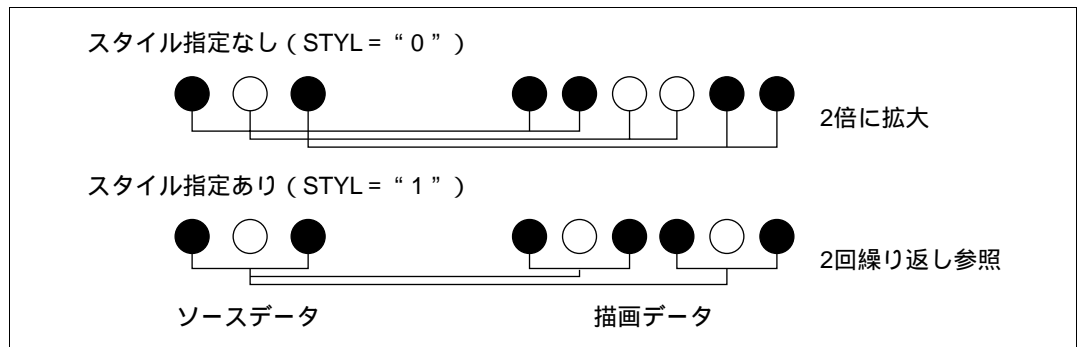 スタイル指定なし ( STYL = “ 0 ” )
2倍に拡大
スタイル指定あり ( STYL = “ 1 ” )
2回繰り返し参照
ソースデータ
描画データ